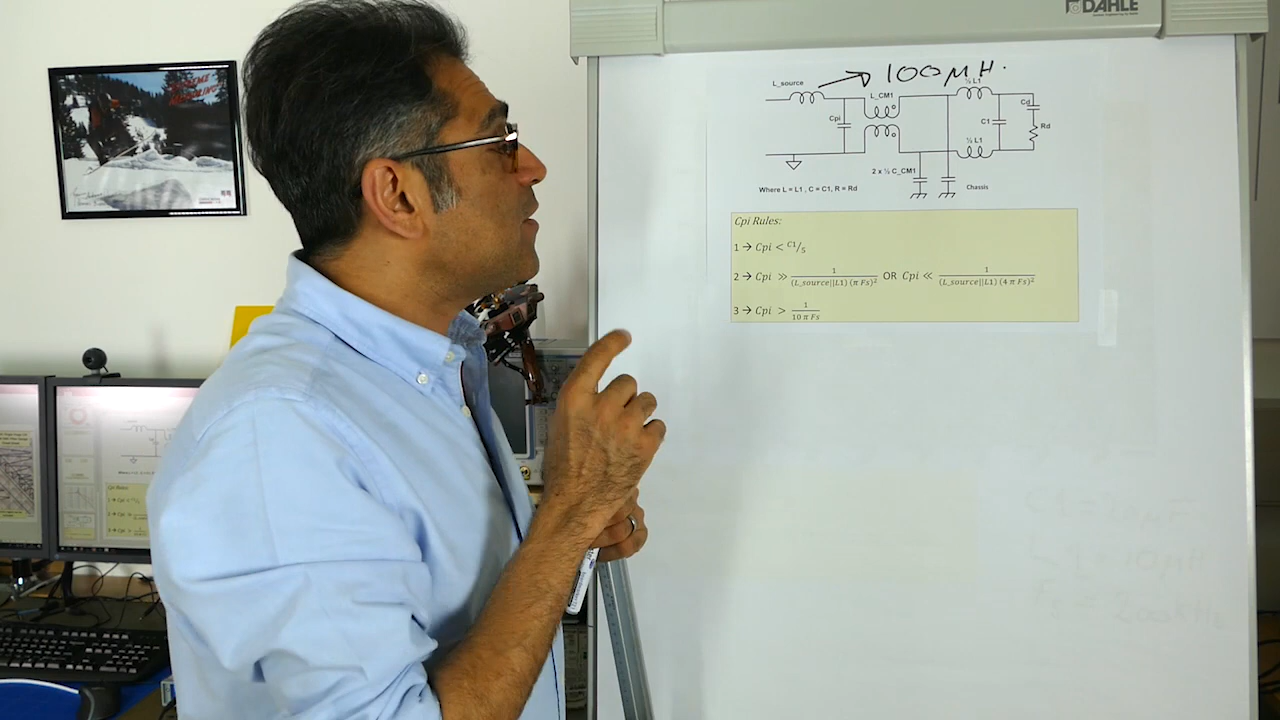 DAHLE
L_source
100 µH.
L_CM1
½ L1
Cpi
C1
Cd
Rd
½ L1
2 x ½ C_CM1
Chassis
Where L = L1 , C = C1, R = Rd
Cpi Rules:
1 → Cpi < C1/5
2 → Cpi ≫ 1/(L_source||L1) (π Fs)² OR Cpi ≪ 1/(L_source||L1) (4 π Fs)²
3 → Cpi > 1/10 π Fs